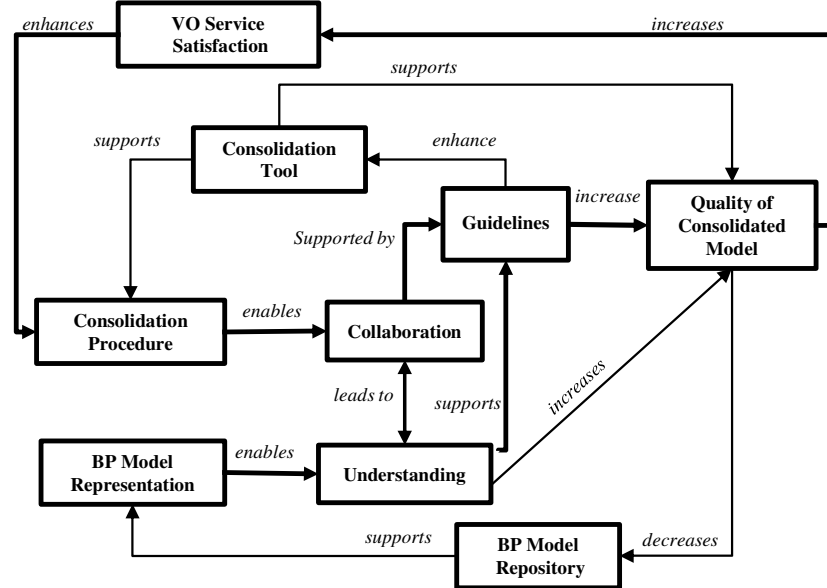 enhances
VO Service
Satisfaction
increases
supports
supports
Consolidation
Tool
enhance
Guidelines
increase
Quality of
Consolidated
Model
Supported by
Consolidation
Procedure
enables
Collaboration
leads to
supports
increases
BP Model
Representation
enables
Understanding
supports
BP Model
Repository
decreases